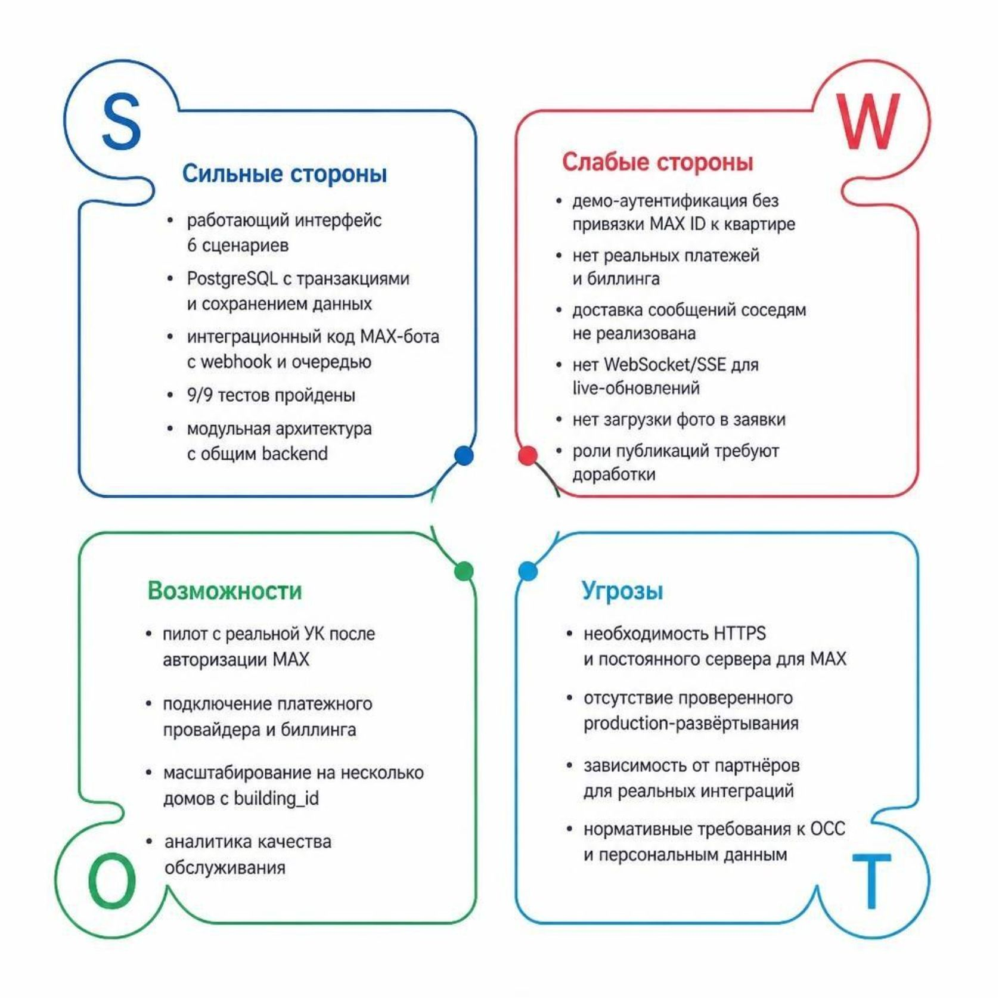 S
Сильные стороны
• работающий интерфейс
6 сценариев
• PostgreSQL с транзакциями
и сохранением данных
• интеграционный код MAX-бота
с webhook и очередью
• 9/9 тестов пройдены
• модульная архитектура
с общим backend
W
Слабые стороны
• демо-аутентификация без
привязки MAX ID к квартире
• нет реальных платежей
и биллинга
• доставка сообщений соседям
не реализована
• нет WebSocket/SSE для
live-обновлений
• нет загрузки фото в заявки
• роли публикаций требуют
доработки
Возможности
• пилот с реальной УК после
авторизации MAX
• подключение платежного
провайдера и биллинга
• масштабирование на несколько
домов с building_id
• аналитика качества
обслуживания
O
Угрозы
• необходимость HTTPS
и постоянного сервера для MAX
• отсутствие проверенного
production-развёртывания
• зависимость от партнёров
для реальных интеграций
• нормативные требования к ОСС
и персональным данным
T